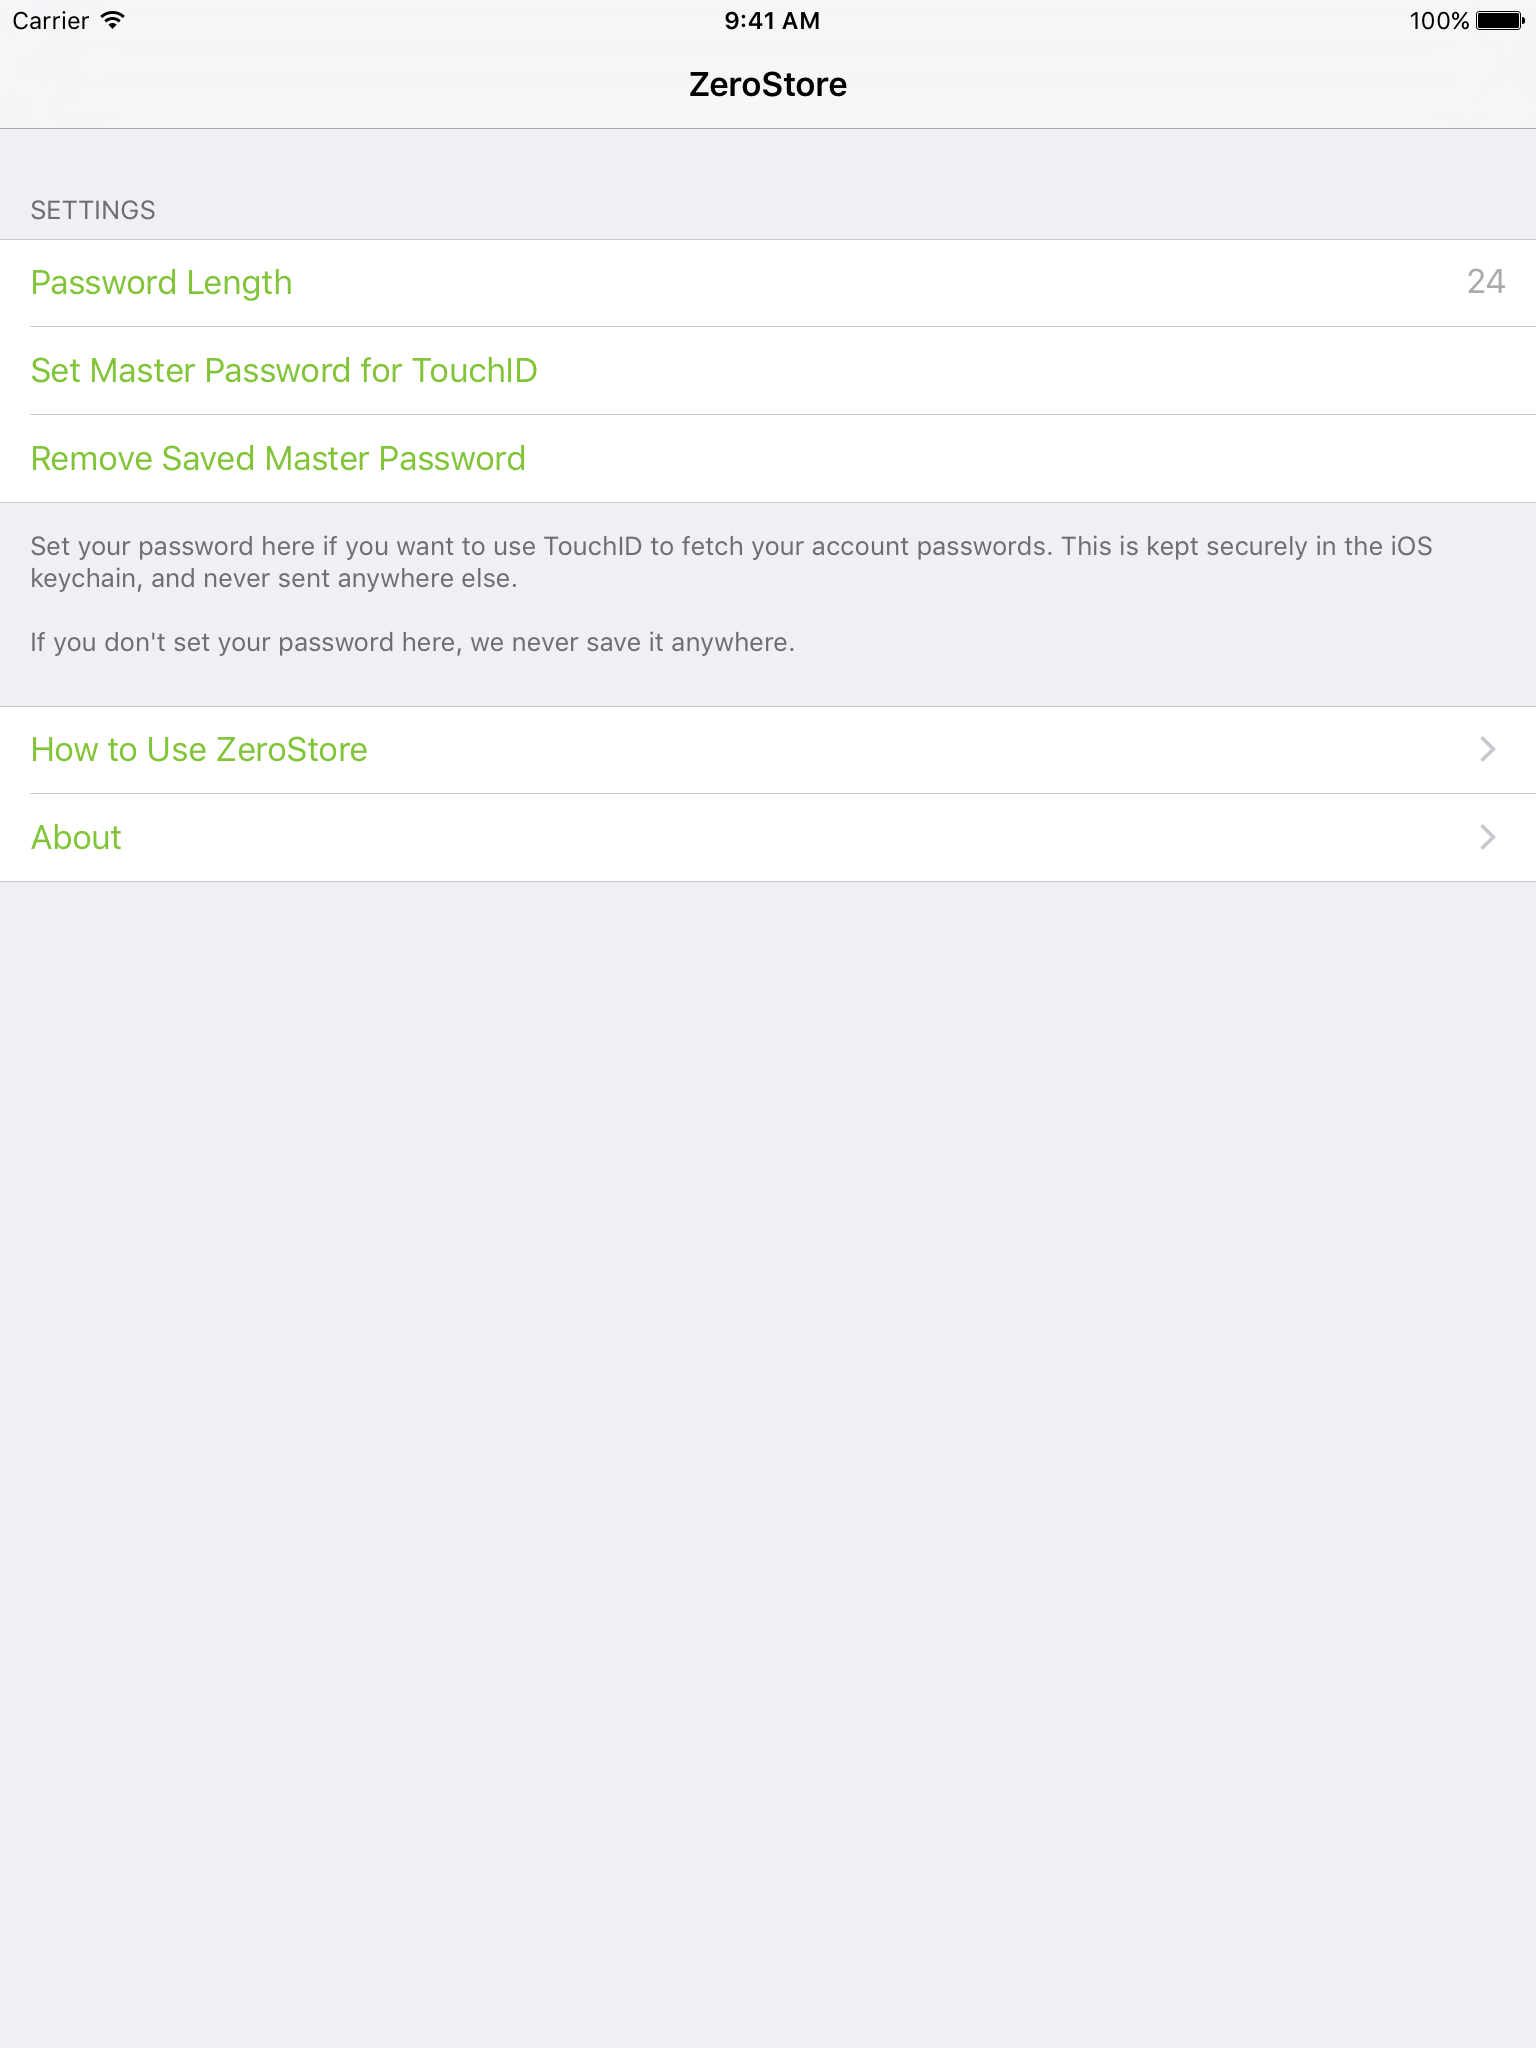 Carrier 9:41 AM 100%
ZeroStore
SETTINGS
Password Length 24
Set Master Password for TouchID
Remove Saved Master Password
Set your password here if you want to use TouchID to fetch your account passwords. This is kept securely in the iOS
keychain, and never sent anywhere else.
If you don't set your password here, we never save it anywhere.
How to Use ZeroStore
About